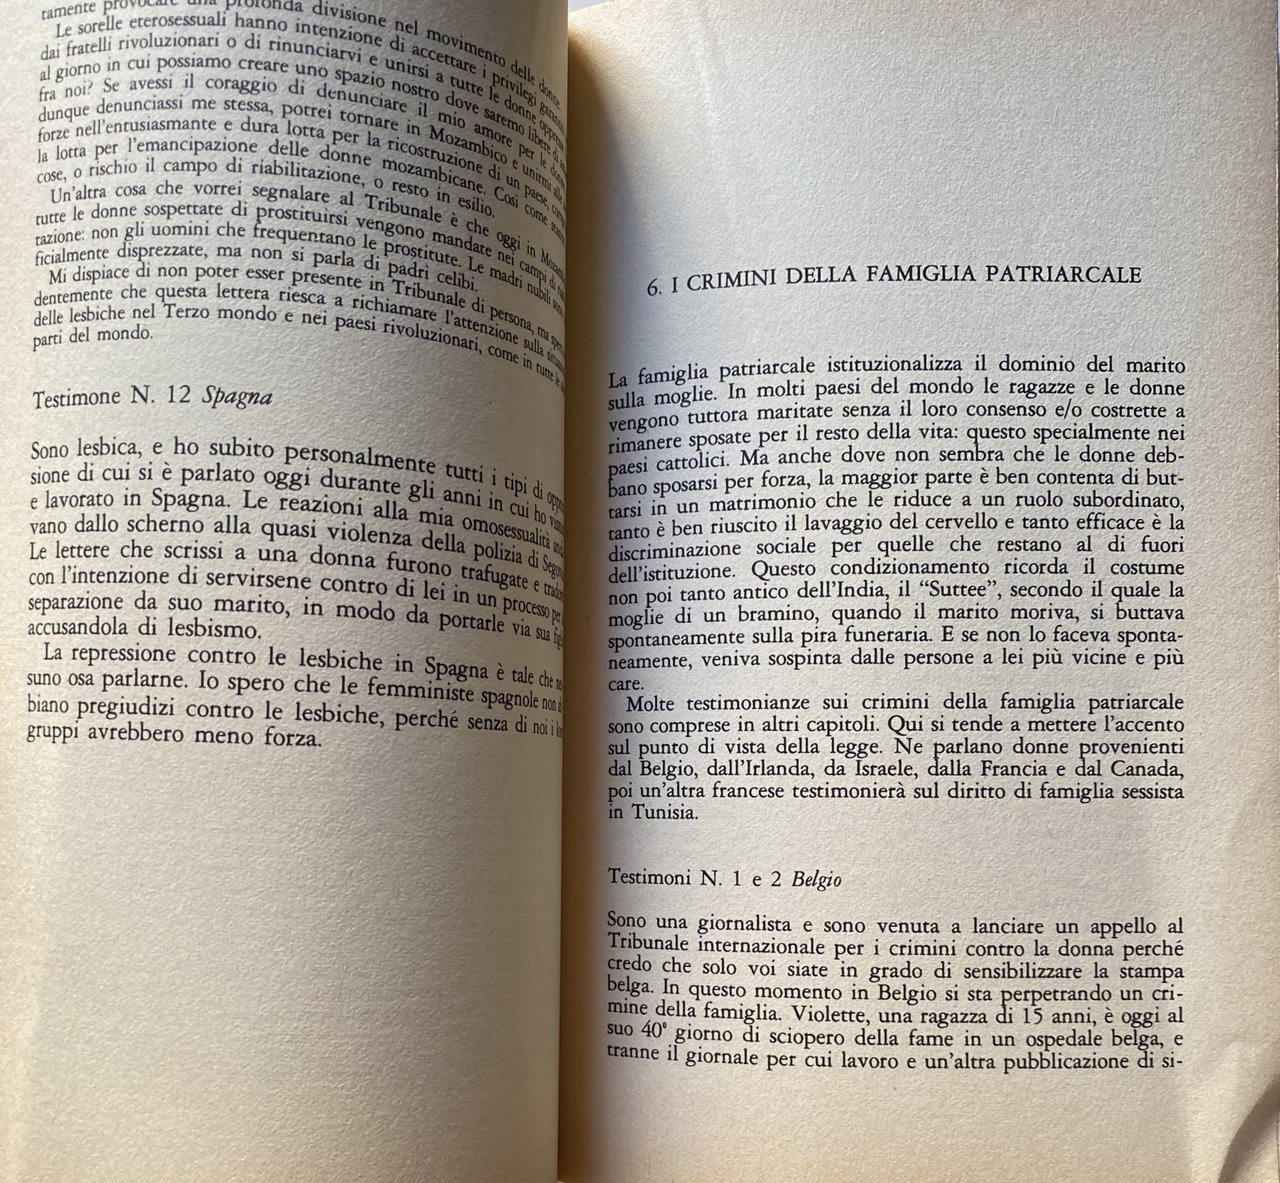 tamente provocare una profonda divisione nel movimento delle donne.
Le sorelle eterosessuali hanno intenzione di accettare i privilegi
dai fratelli rivoluzionari o di rinunciarvi e unirsi a tutte le donne oppresse
al giorno in cui possiamo creare uno spazio nostro dove saremo libere di
fra noi? Se avessi il coraggio di denunciare il mio amore per le donne
dunque denunciassi me stessa, potrei tornare in Mozambico e unirmi alle
forze nell'entusiasmante e dura lotta per la ricostruzione di un paese,
la lotta per l'emancipazione delle donne mozambicane. Così come stanno
cose, o rischio il campo di riabilitazione, o resto in esilio.
Un'altra cosa che vorrei segnalare al Tribunale è che oggi in
tutte le donne sospettate di prostituirsi vengono mandate nei campi di
tazione: non gli uomini che frequentano le prostitute. Le madri nubili sono
ficialmente disprezzate, ma non si parla di padri celibi.
Mi dispiace di non poter esser presente in Tribunale di persona, ma
dentemente che questa lettera riesca a richiamare l'attenzione sulla
delle lesbiche nel Terzo mondo e nei paesi rivoluzionari, come in tutte le
parti del mondo.
Testimone N. 12 Spagna
Sono lesbica, e ho subito personalmente tutti i tipi di
sione di cui si è parlato oggi durante gli anni in cui ho
e lavorato in Spagna. Le reazioni alla mia omosessualità
vano dallo scherno alla quasi violenza della polizia di
Le lettere che scrissi a una donna furono trafugate e
con l'intenzione di servirsene contro di lei in un processo per
separazione da suo marito, in modo da portarle via sua
accusandola di lesbismo.
La repressione contro le lesbiche in Spagna è tale che nes-
suno osa parlarne. Io spero che le femministe spagnole non
biano pregiudizi contro le lesbiche, perché senza di noi i
gruppi avrebbero meno forza.
6. I CRIMINI DELLA FAMIGLIA PATRIARCALE
La famiglia patriarcale istituzionalizza il dominio del marito
sulla moglie. In molti paesi del mondo le ragazze e le donne
vengono tuttora maritate senza il loro consenso e/o costrette a
rimanere sposate per il resto della vita: questo specialmente nei
paesi cattolici. Ma anche dove non sembra che le donne deb-
bano sposarsi per forza, la maggior parte è ben contenta di but-
tarsi in un matrimonio che le riduce a un ruolo subordinato,
tanto è ben riuscito il lavaggio del cervello e tanto efficace è la
discriminazione sociale per quelle che restano al di fuori
dell'istituzione. Questo condizionamento ricorda il costume
non poi tanto antico dell'India, il “Suttee”, secondo il quale la
moglie di un bramino, quando il marito moriva, si buttava
spontaneamente sulla pira funeraria. E se non lo faceva sponta-
neamente, veniva sospinta dalle persone a lei più vicine e più
care.
Molte testimonianze sui crimini della famiglia patriarcale
sono comprese in altri capitoli. Qui si tende a mettere l'accento
sul punto di vista della legge. Ne parlano donne provenienti
dal Belgio, dall'Irlanda, da Israele, dalla Francia e dal Canada,
poi un'altra francese testimonierà sul diritto di famiglia sessista
in Tunisia.
Testimoni N. 1 e 2 Belgio
Sono una giornalista e sono venuta a lanciare un appello al
Tribunale internazionale per i crimini contro la donna perché
credo che solo voi siate in grado di sensibilizzare la stampa
belga. In questo momento in Belgio si sta perpetrando un cri-
mine della famiglia. Violette, una ragazza di 15 anni, è oggi al
suo 40° giorno di sciopero della fame in un ospedale belga, e
tranne il giornale per cui lavoro e un'altra pubblicazione di si-